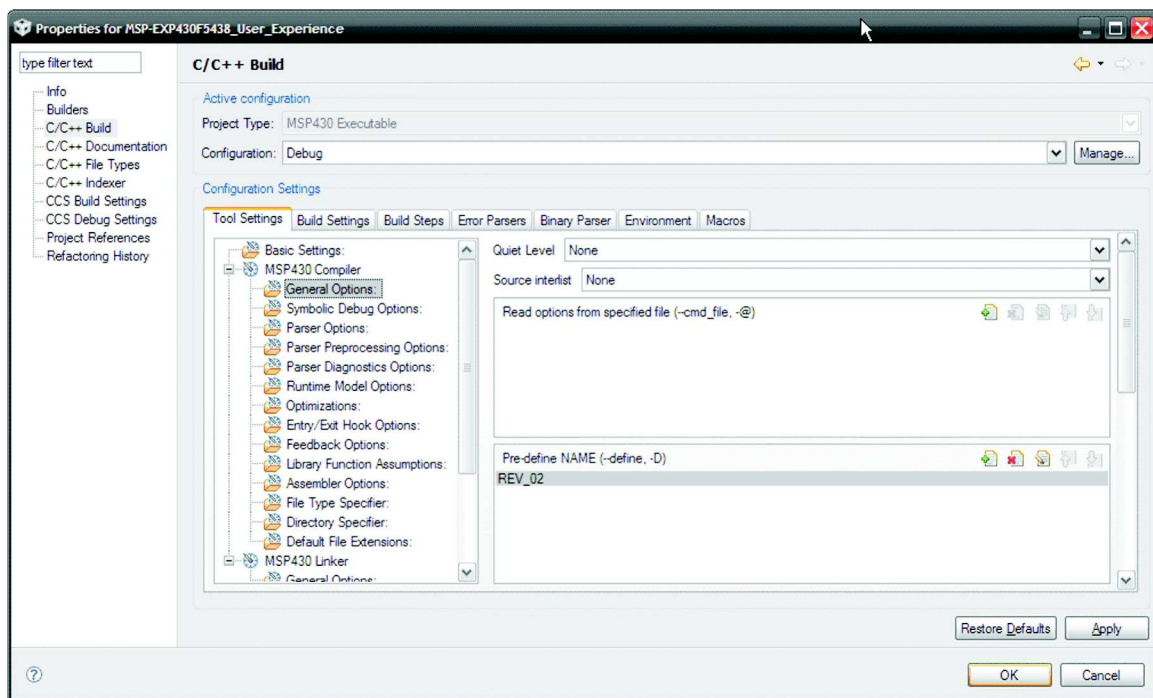 Properties for MSP-EXP430F5438_User_Experience
type filter text
Info
Builders
C/C++ Build
C/C++ Documentation
C/C++ File Types
C/C++ Indexer
CCS Build Settings
CCS Debug Settings
Project References
Refactoring History
C/C++ Build
Active configuration
Project Type: MSP430 Executable
Configuration: Debug Manage...
Configuration Settings
Tool Settings Build Settings Build Steps Error Parsers Binary Parser Environment Macros
Basic Settings:
MSP430 Compiler
General Options:
Symbolic Debug Options:
Parser Options:
Parser Preprocessing Options:
Parser Diagnostics Options:
Runtime Model Options:
Optimizations:
Entry/Exit Hook Options:
Feedback Options:
Library Function Assumptions:
Assembler Options:
File Type Specifier:
Directory Specifier:
Default File Extensions:
MSP430 Linker
General Options:
Quiet Level None
Source interlist None
Read options from specified file (--cmd_file, -@)
Pre-define NAME (--define, -D)
REV_02
Restore Defaults Apply
OK Cancel